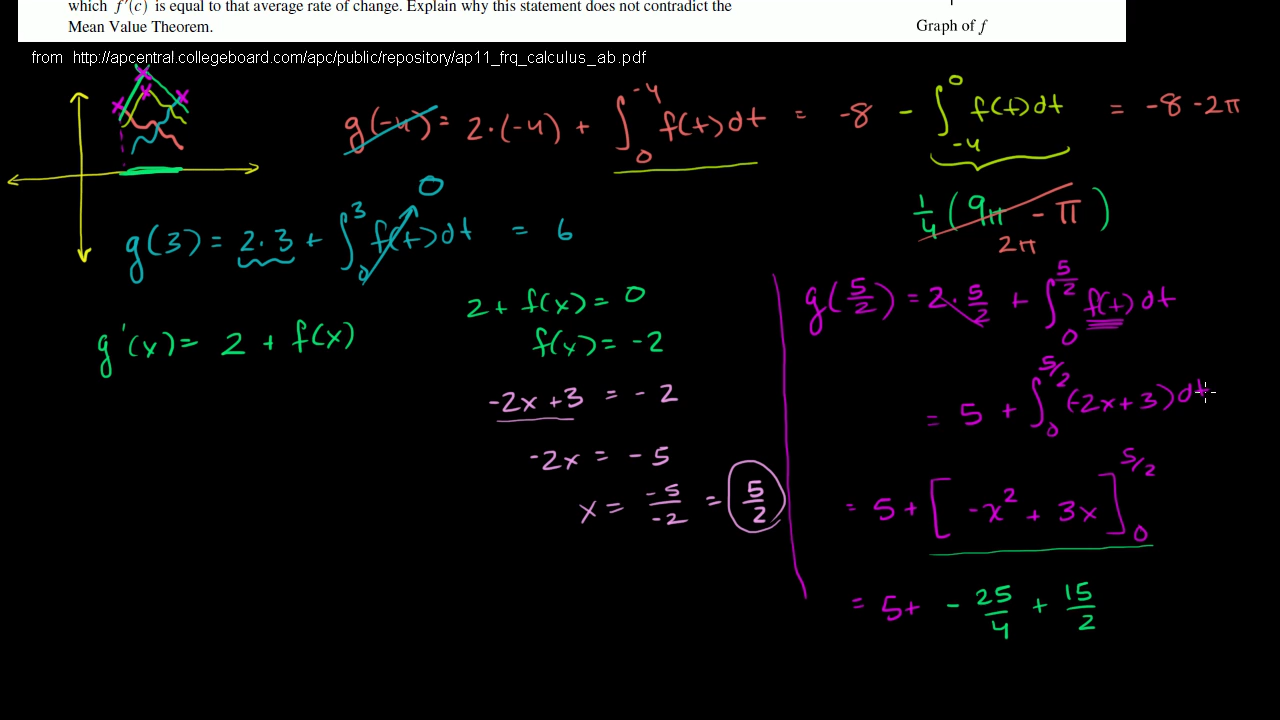 which f′(c) is equal to that average rate of change. Explain why this statement does not contradict the
Mean Value Theorem.
Graph of f
from http://apcentral.collegeboard.com/apc/public/repository/ap11_frq_calculus_ab.pdf
g(-4) = 2·(-4) + ∫₀⁻⁴ f(t)dt = -8 - ∫₋₄⁰ f(t)dt = -8 - 2π
1/4 (9π - π)
2π
g(3) = 2·3 + ∫₀³ f(t)dt = 6
0
g'(x) = 2 + f(x)
2 + f(x) = 0
f(x) = -2
-2x + 3 = -2
-2x = -5
x = -5/-2 = 5/2
g(5/2) = 2·5/2 + ∫₀^5/2 f(t)dt
= 5 + ∫₀^5/2 (-2x+3)dt
= 5 + [-x² + 3x]₀^5/2
= 5 + - 25/4 + 15/2